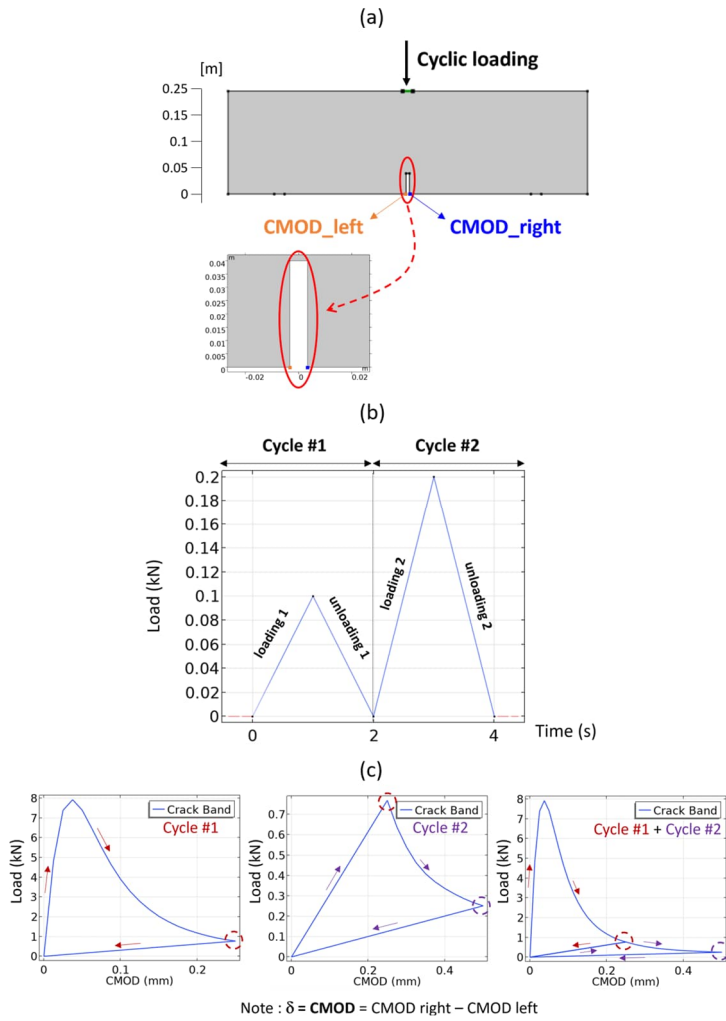 (a)
Cyclic loading
[m]
0.25
0.15
0.1
0.05
0
CMOD_left
CMOD_right
m
0.04
0.035
0.03
0.025
0.02
0.015
0.01
0.005
0
-0.02
0
0.02
m
(b)
Cycle #1
Cycle #2
0.2
0.18
0.16
0.14
0.12
0.1
0.08
0.06
0.04
0.02
0
Load (kN)
loading 1
unloading 1
loading 2
unloading 2
0
2
4
Time (s)
(c)
8
7
6
5
4
3
2
1
0
Load (kN)
Crack Band
Cycle #1
0
0.1
0.2
CMOD (mm)
0.7
0.6
0.5
0.4
0.3
0.2
0.1
0
Load (kN)
Crack Band
Cycle #2
0
0.2
0.4
CMOD (mm)
8
7
6
5
4
3
2
1
0
Load (kN)
Crack Band
Cycle #1 + Cycle #2
0
0.2
0.4
CMOD (mm)
Note : δ = CMOD = CMOD right – CMOD left